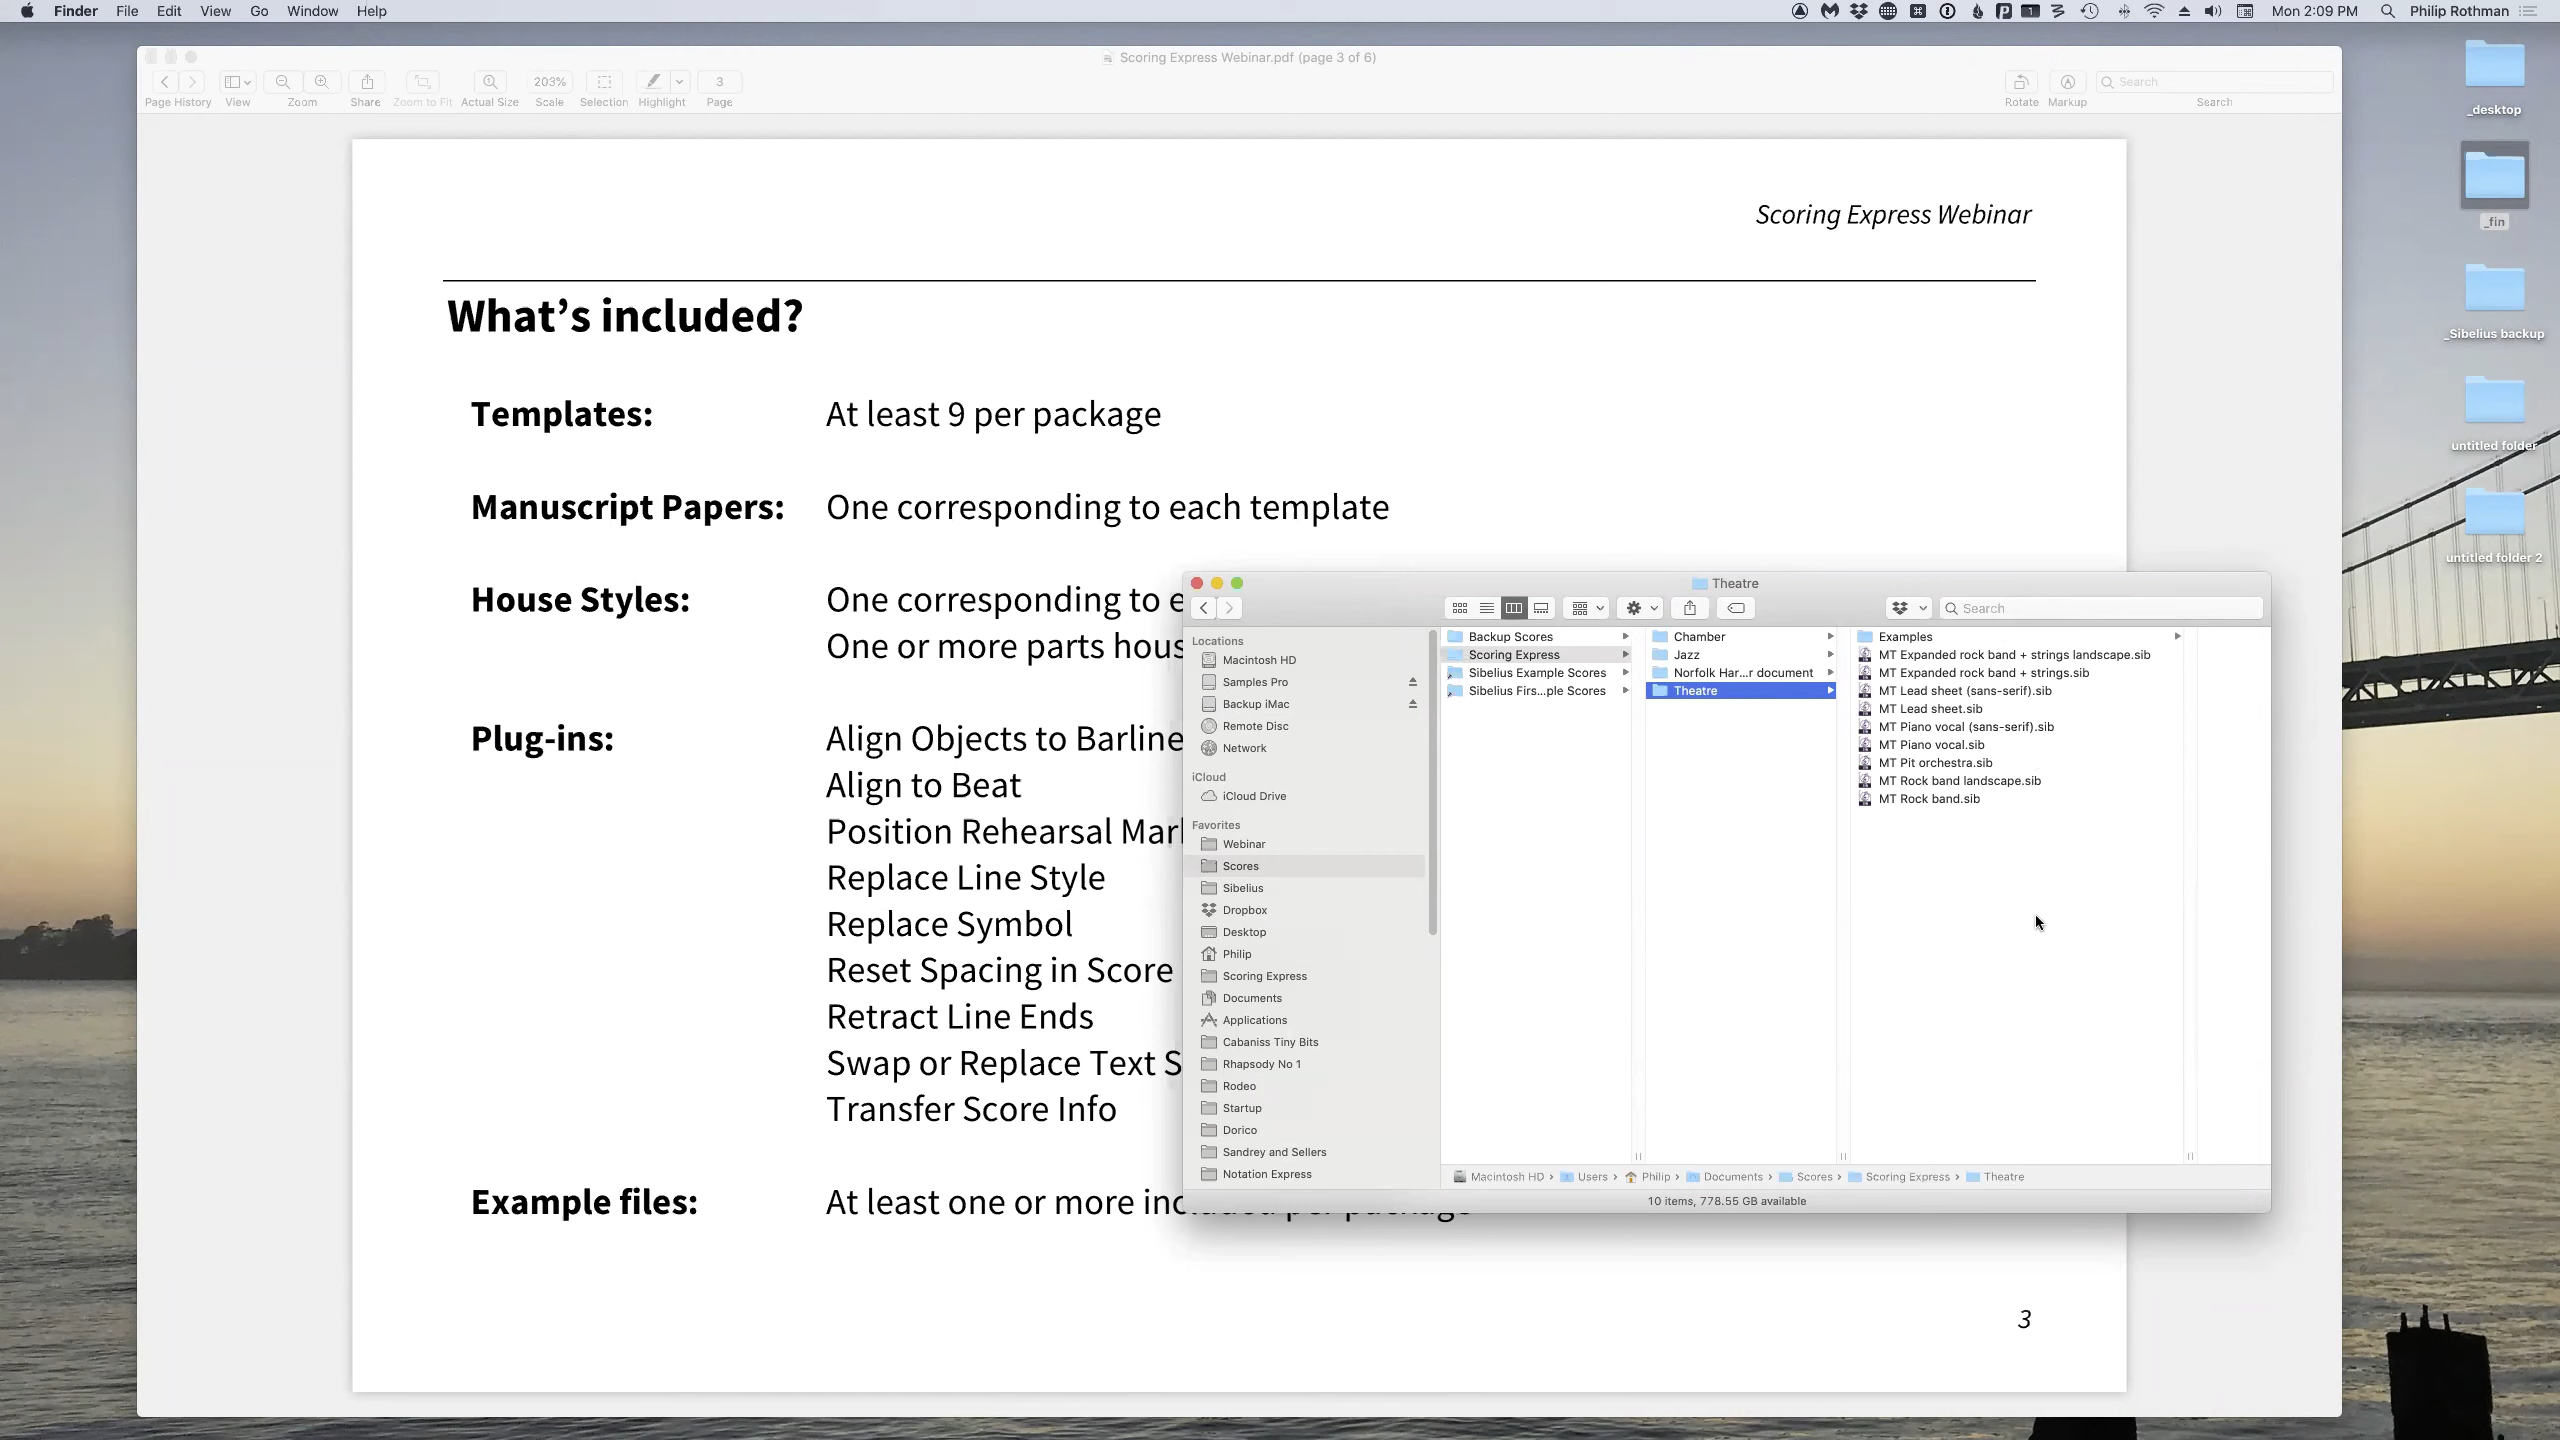 Finder File Edit View Go Window Help
Mon 2:09 PM Philip Rothman
Scoring Express Webinar.pdf (page 3 of 6)
203% 3 Search
Page History View Zoom Share Zoom to Fit Actual Size Scale Selection Highlight Page Rotate Markup Search
_desktop
_fin
_Sibelius backup
untitled folder
untitled folder 2
Scoring Express Webinar
What’s included?
Templates: At least 9 per package
Manuscript Papers: One corresponding to each template
House Styles: One corresponding to
One or more parts
Plug-ins: Align Objects to Barline
Align to Beat
Position Rehearsal
Replace Line Style
Replace Symbol
Reset Spacing in Score
Retract Line Ends
Swap or Replace Text
Transfer Score Info
Example files: At least one or more included per package
3
Theatre
Search
Locations
Macintosh HD
Samples Pro
Backup iMac
Remote Disc
Network
iCloud
iCloud Drive
Favorites
Webinar
Scores
Sibelius
Dropbox
Desktop
Philip
Scoring Express
Documents
Applications
Cabaniss Tiny Bits
Rhapsody No 1
Rodeo
Startup
Dorico
Sandrey and Sellers
Notation Express
Backup Scores
Scoring Express
Sibelius Example Scores
Sibelius Firs...ple Scores
Chamber
Jazz
Norfolk Har...r document
Theatre
Examples
MT Expanded rock band + strings landscape.sib
MT Expanded rock band + strings.sib
MT Lead sheet (sans-serif).sib
MT Lead sheet.sib
MT Piano vocal (sans-serif).sib
MT Piano vocal.sib
MT Pit orchestra.sib
MT Rock band landscape.sib
MT Rock band.sib
Macintosh HD › Users › Philip › Documents › Scores › Scoring Express › Theatre
10 items, 778.55 GB available